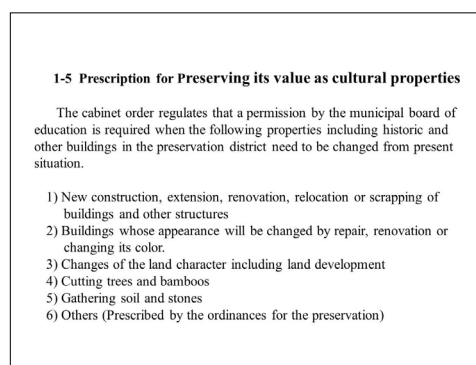 1-5 Prescription for Preserving its value as cultural properties
The cabinet order regulates that a permission by the municipal board of
education is required when the following properties including historic and
other buildings in the preservation district need to be changed from present
situation.
1) New construction, extension, renovation, relocation or scrapping of
buildings and other structures
2) Buildings whose appearance will be changed by repair, renovation or
changing its color.
3) Changes of the land character including land development
4) Cutting trees and bamboos
5) Gathering soil and stones
6) Others (Prescribed by the ordinances for the preservation)